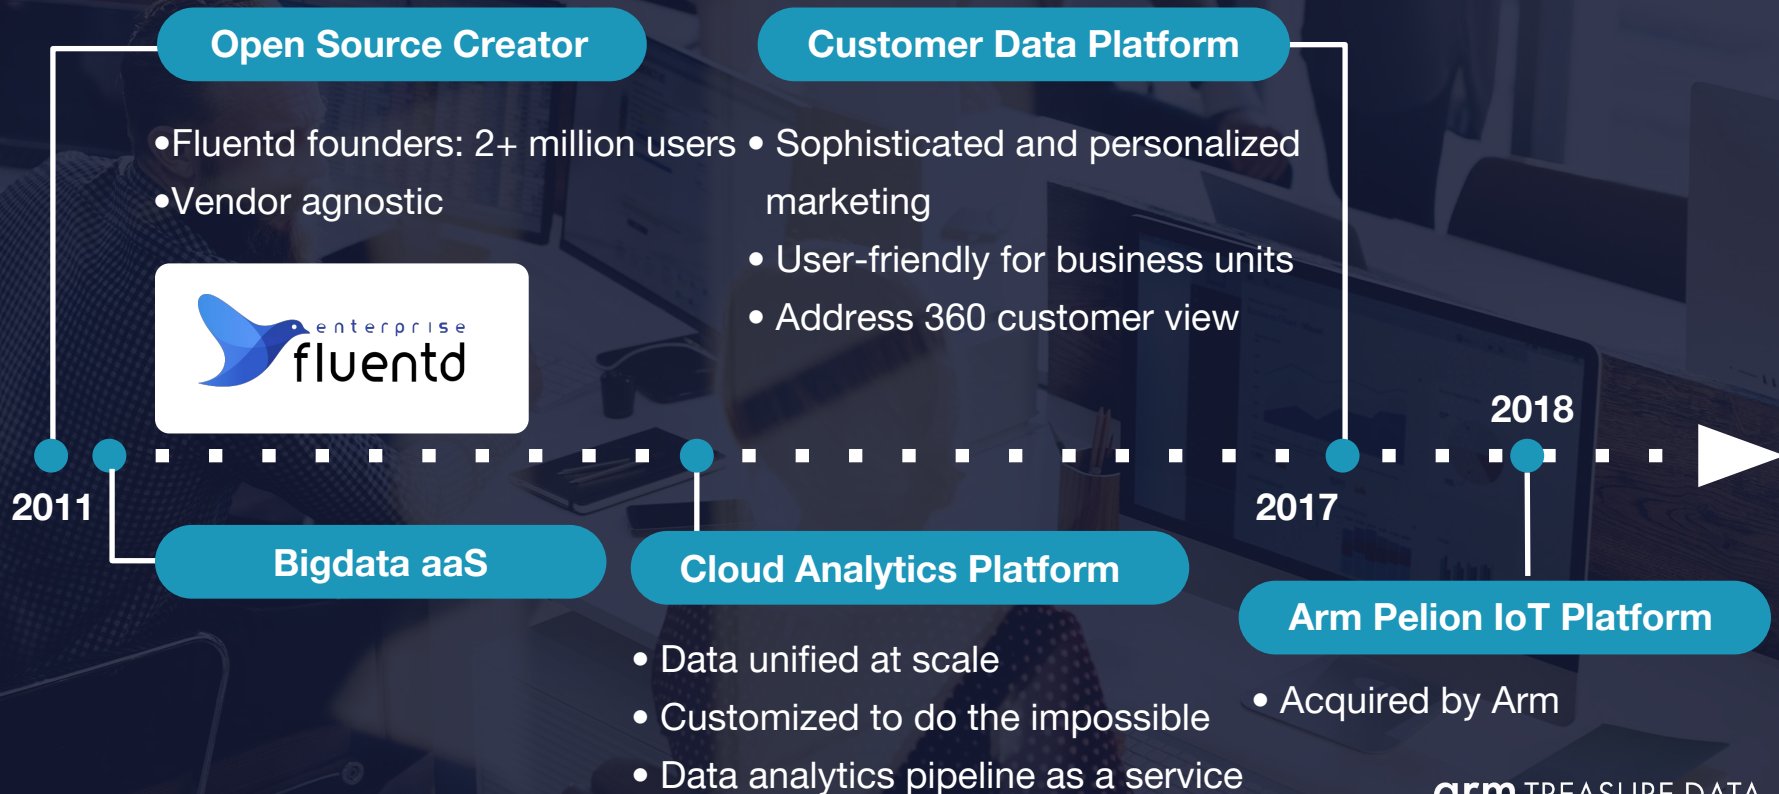 Open Source Creator
•Fluentd founders: 2+ million users
•Vendor agnostic
enterprise
fluentd
Customer Data Platform
• Sophisticated and personalized
marketing
• User-friendly for business units
• Address 360 customer view
2011
2017
2018
Bigdata aaS
Cloud Analytics Platform
• Data unified at scale
• Customized to do the impossible
• Data analytics pipeline as a service
Arm Pelion IoT Platform
• Acquired by Arm
arm TREASURE DATA